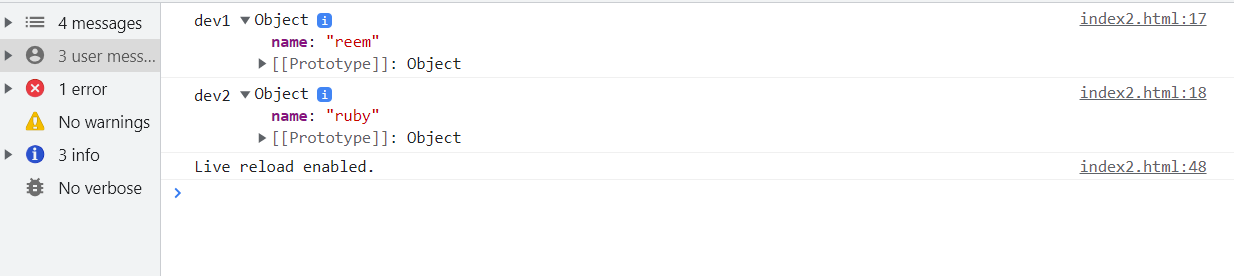 4 messages
3 user mess...
1 error
No warnings
3 info
No verbose
dev1 ▼Object i index2.html:17
name: "reem"
▶[[Prototype]]: Object
dev2 ▼Object i index2.html:18
name: "ruby"
▶[[Prototype]]: Object
Live reload enabled. index2.html:48